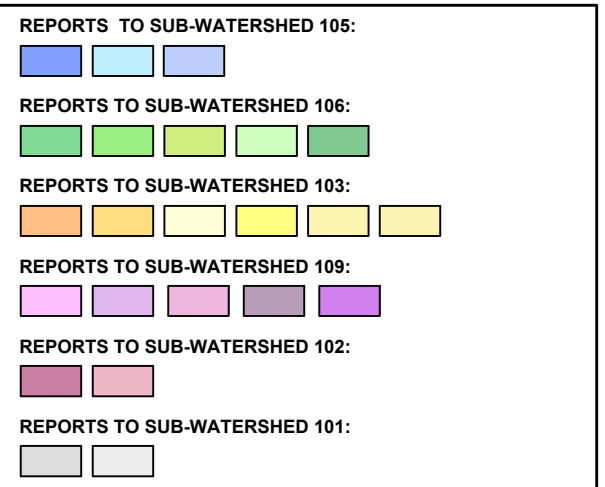 REPORTS  TO SUB-WATERSHED 105:
REPORTS TO SUB-WATERSHED 106:
REPORTS TO SUB-WATERSHED 103:
REPORTS TO SUB-WATERSHED 109:
REPORTS TO SUB-WATERSHED 102:
REPORTS TO SUB-WATERSHED 101: